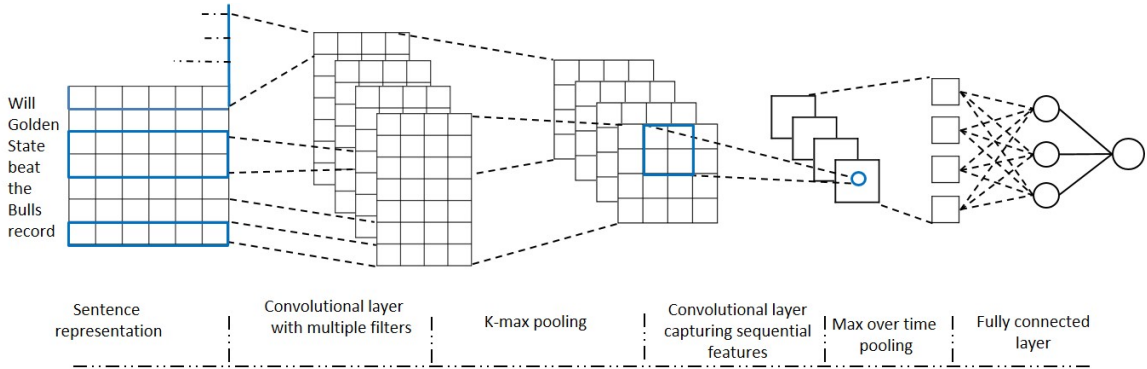 Will
Golden
State
beat
the
Bulls
record
Sentence
representation
Convolutional layer
with multiple filters
K-max pooling
Convolutional layer
capturing sequential
features
Max over time
pooling
Fully connected
layer